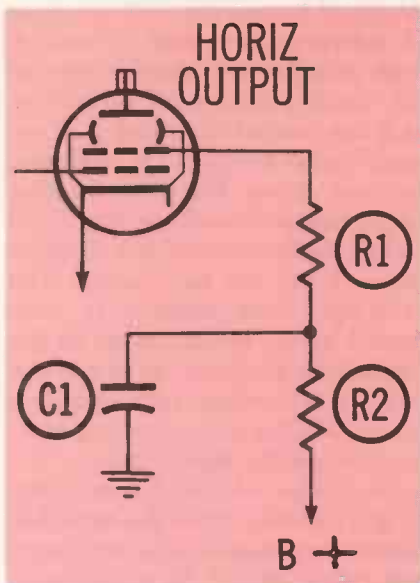 HORIZ
OUTPUT
R1
C1
R2
B +